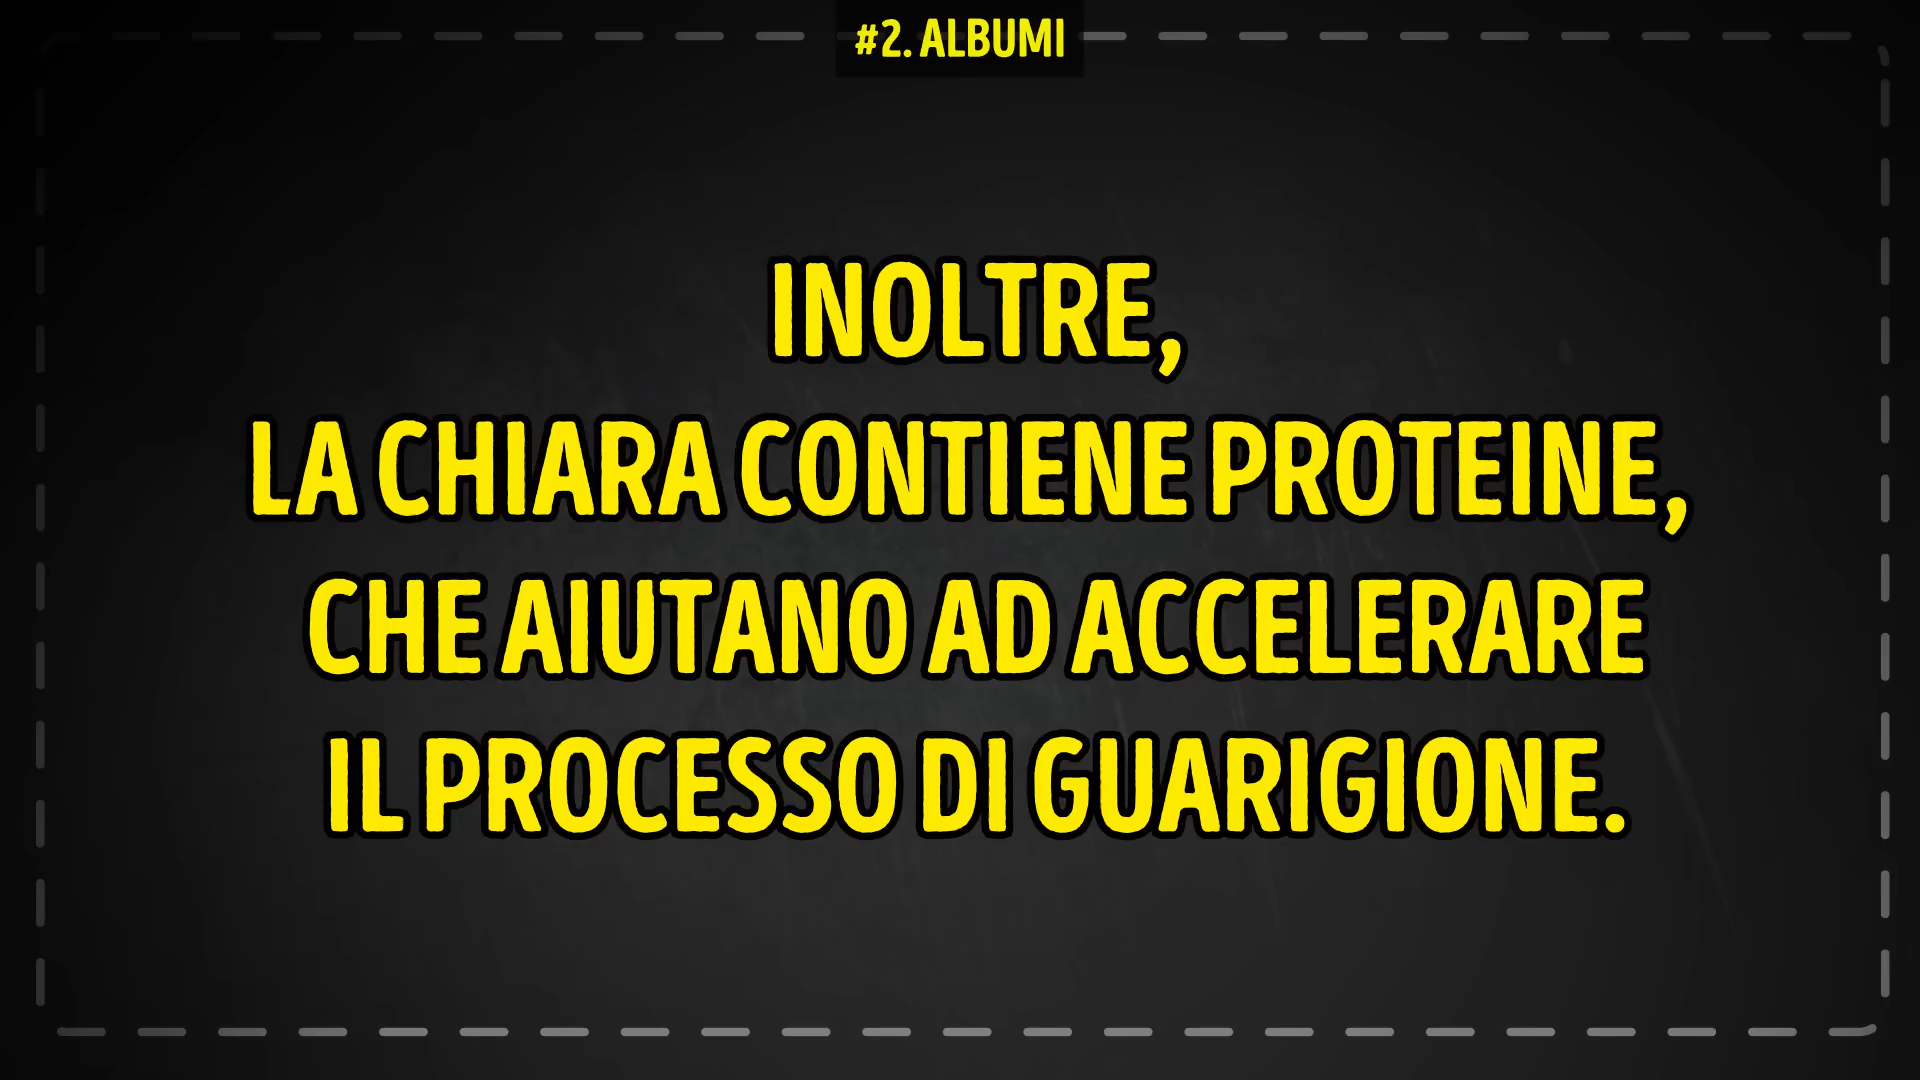 #2. ALBUMI
INOLTRE,
LA CHIARA CONTIENE PROTEINE,
CHE AIUTANO AD ACCELERARE
IL PROCESSO DI GUARIGIONE.